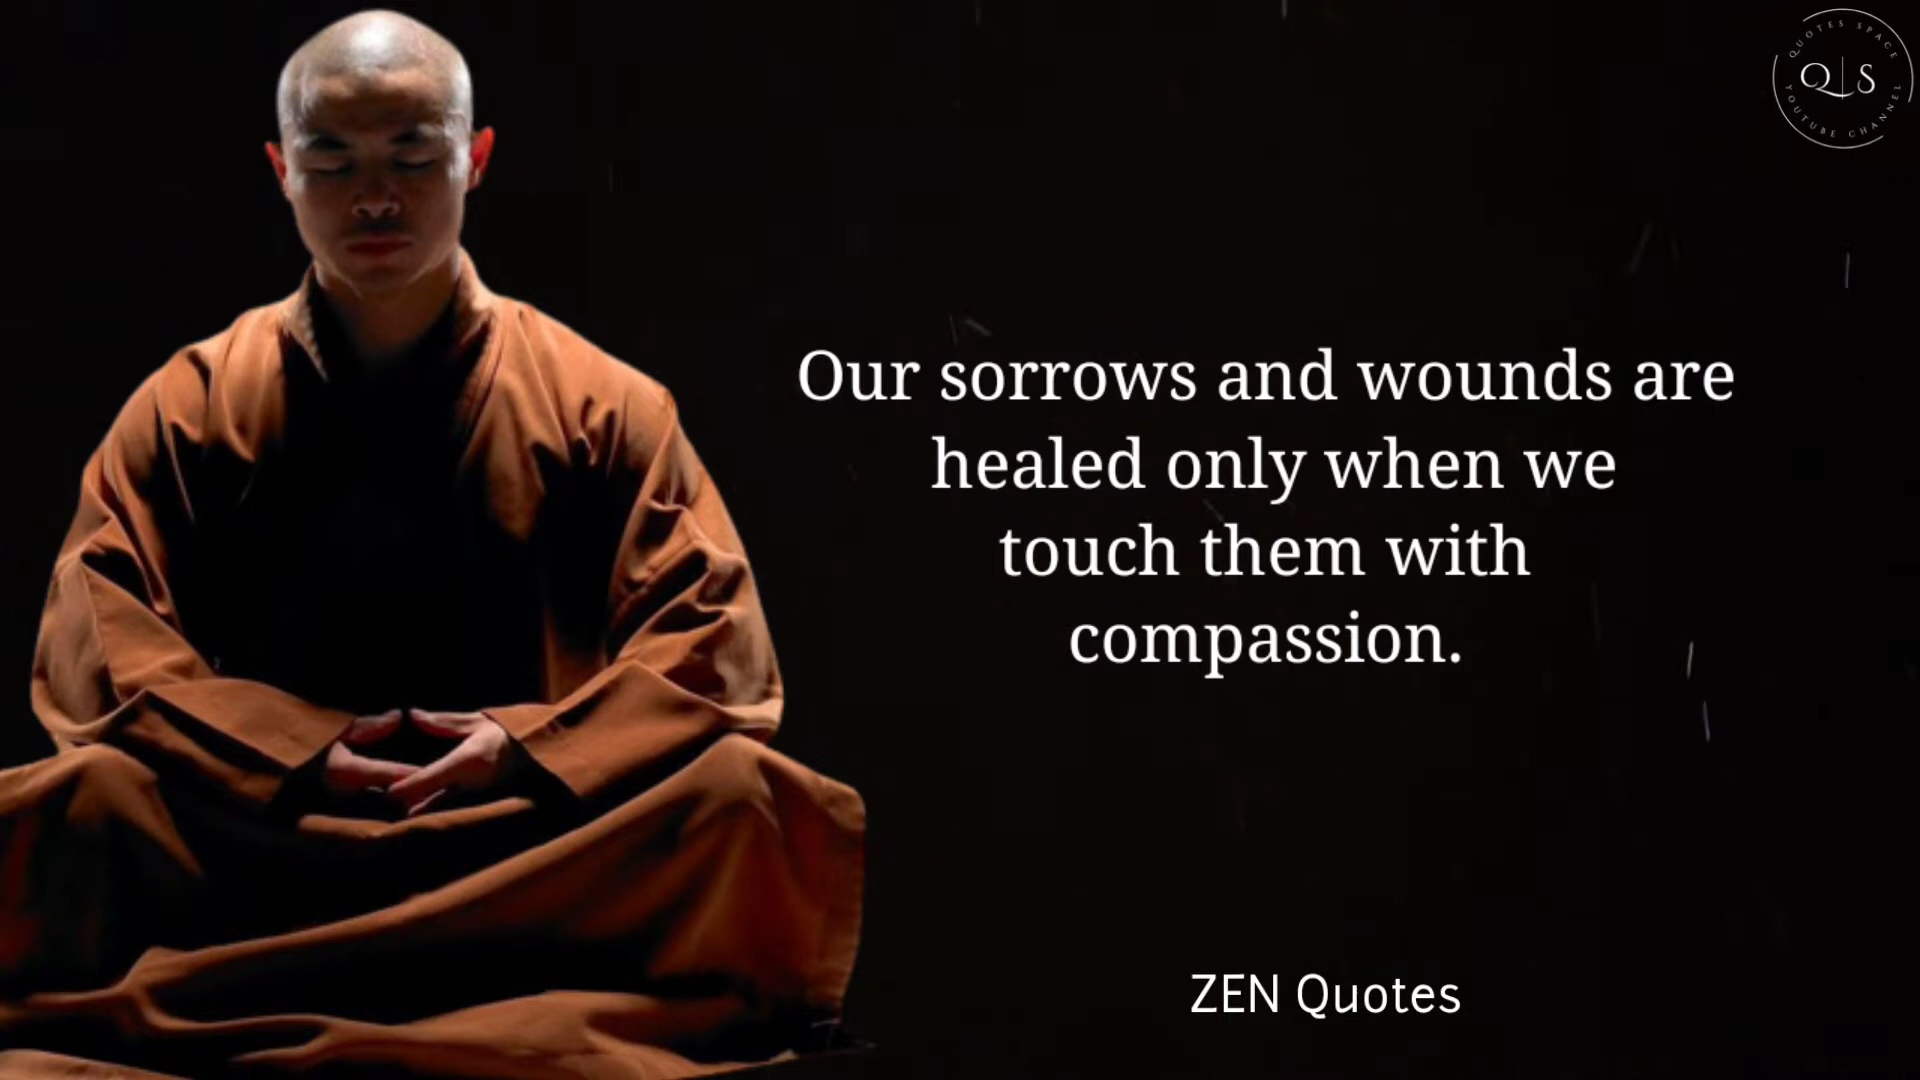 QUOTES SPACE
Q S
YOUTUBE CHANNEL
Our sorrows and wounds are
healed only when we
touch them with
compassion.
ZEN Quotes